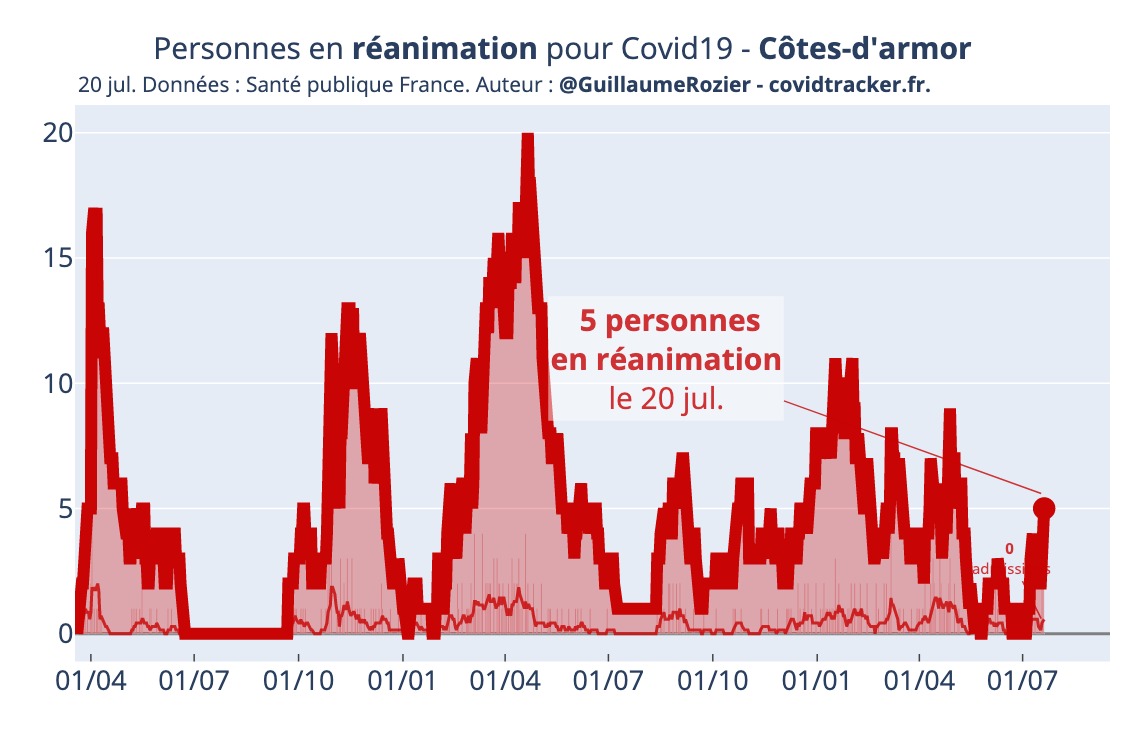 Personnes en réanimation pour Covid19 - Côtes-d'armor
20 jul. Données : Santé publique France. Auteur : @GuillaumeRozier - covidtracker.fr.
20
15
10
5
0
5 personnes
en réanimation
le 20 jul.
0
admissions
01/04 01/07 01/10 01/01 01/04 01/07 01/10 01/01 01/04 01/07